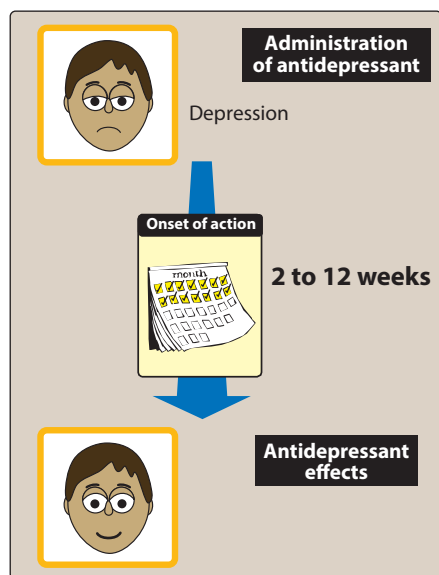 Administration
of antidepressant
Depression
Onset of action
month
2 to 12 weeks
Antidepressant
effects